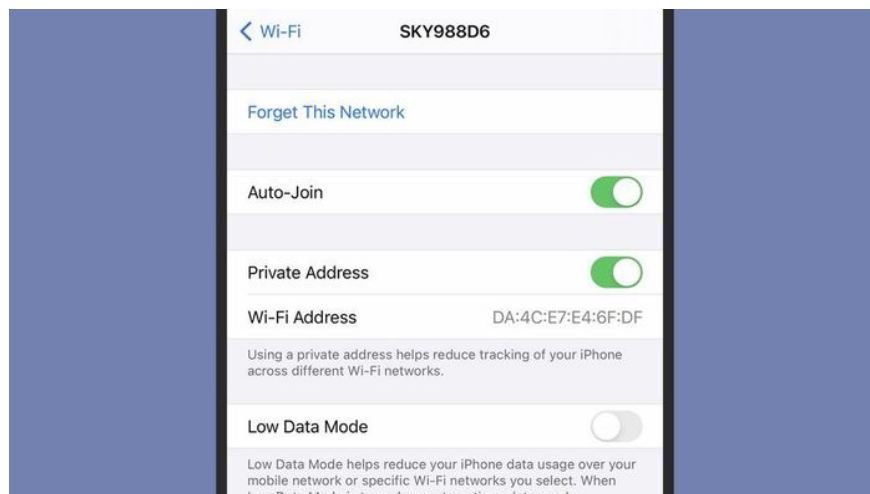 Wi-Fi
SKY988D6
Forget This Network
Auto-Join
Private Address
Wi-Fi Address DA:4C:E7:E4:6F:DF
Using a private address helps reduce tracking of your iPhone
across different Wi-Fi networks.
Low Data Mode
Low Data Mode helps reduce your iPhone data usage over your
mobile network or specific Wi-Fi networks you select. When